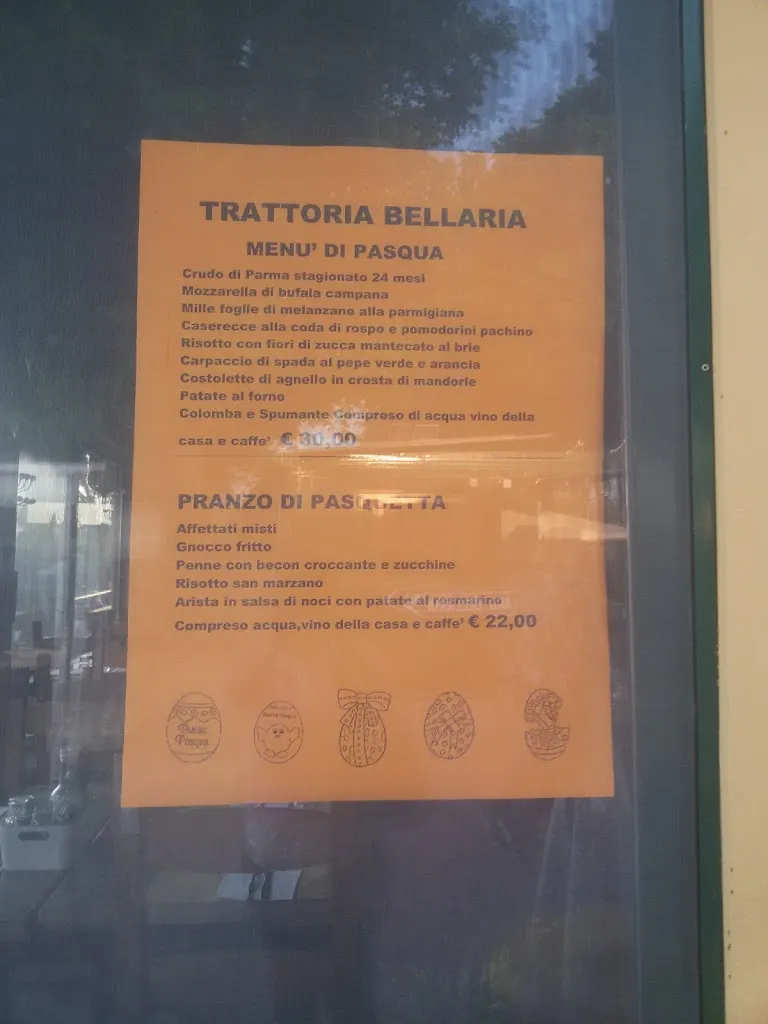 TRATTORIA BELLARIA
MENU' DI PASQUA
Crudo di Parma stagionato 24 mesi
Mozzarella di bufala campana
Mille foglie di melanzane alla parmigiana
Caserecce alla coda di rospo e pomodorini pachino
Risotto con fiori di zucca mantecato al brie
Carpaccio di spada al pepe verde e arancia
Costolette di agnello in crosta di mandorle
Patate al forno
Colomba e Spumante Compreso di acqua vino della
casa e caffe' € 30,00
PRANZO DI PASQUETTA
Affettati misti
Gnocco fritto
Penne con becon croccante e zucchine
Risotto san marzano
Arista in salsa di noci con patate al rosmarino
Compreso acqua,vino della casa e caffe' € 22,00
Buona
Pasqua